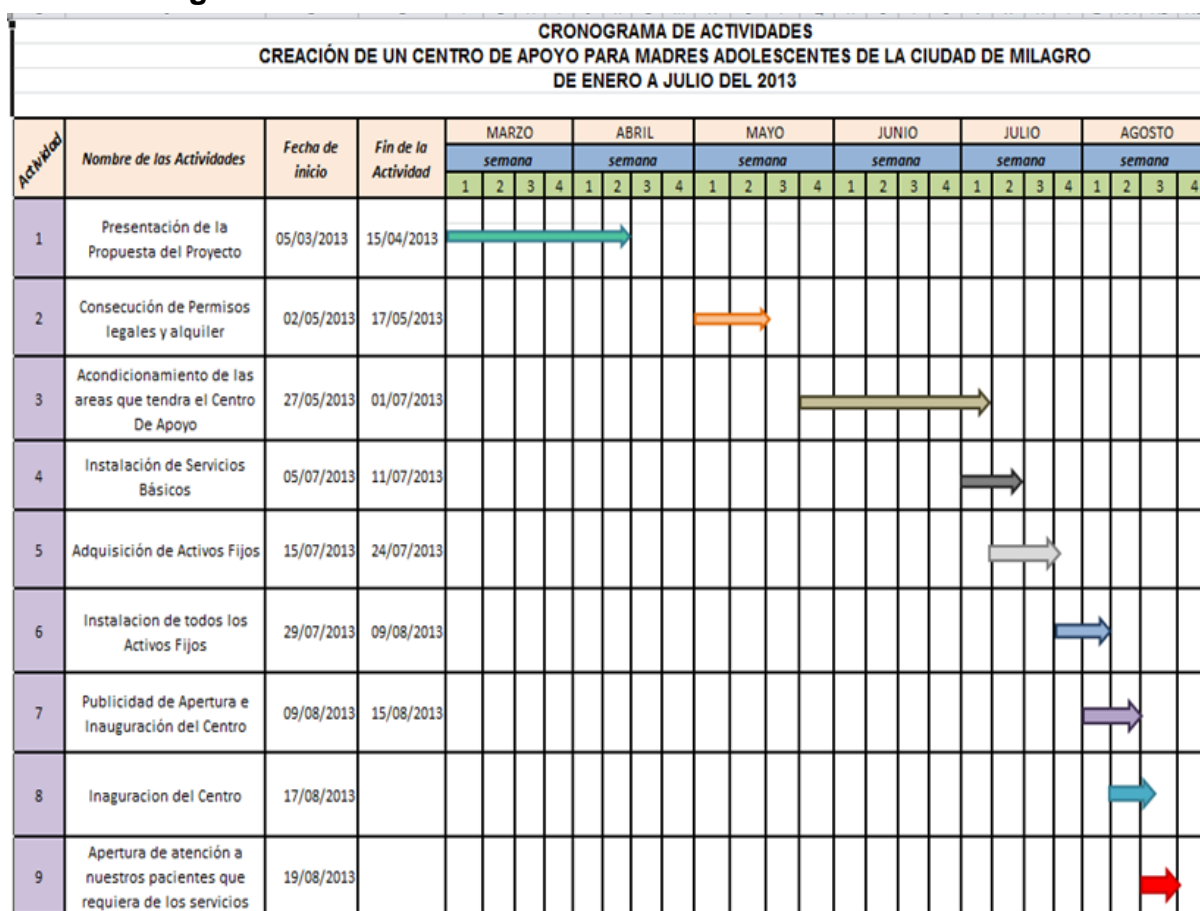 CRONOGRAMA DE ACTIVIDADES
CREACIÓN DE UN CENTRO DE APOYO PARA MADRES ADOLESCENTES DE LA CIUDAD DE MILAGRO
DE ENERO A JULIO DEL 2013
Actividad Nombre de las Actividades Fecha de inicio Fin de la Actividad MARZO ABRIL MAYO JUNIO JULIO AGOSTO
semana semana semana semana semana semana
1 2 3 4 1 2 3 4 1 2 3 4 1 2 3 4 1 2 3 4 1 2 3 4
1 Presentación de la
Propuesta del Proyecto 05/03/2013 15/04/2013
2 Consecución de Permisos
legales y alquiler 02/05/2013 17/05/2013
3 Acondicionamiento de las
areas que tendra el Centro
De Apoyo 27/05/2013 01/07/2013
4 Instalación de Servicios
Básicos 05/07/2013 11/07/2013
5 Adquisición de Activos Fijos 15/07/2013 24/07/2013
6 Instalacion de todos los
Activos Fijos 29/07/2013 09/08/2013
7 Publicidad de Apertura e
Inauguración del Centro 09/08/2013 15/08/2013
8 Inaguracion del Centro 17/08/2013
9 Apertura de atención a
nuestros pacientes que
requiera de los servicios 19/08/2013